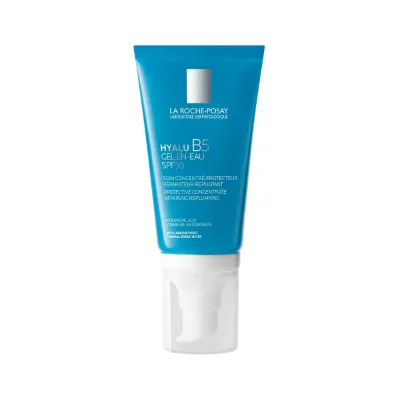 LA ROCHE-POSAY
LABORATOIRE DERMATOLOGIQUE
HYALU B5
GEL-EN-EAU
SPF30
SOIN CONCENTRÉ PROTECTEUR
RÉPARATEUR REPULPANT
PROTECTIVE CONCENTRATE
REPAIRING REPLUMPING